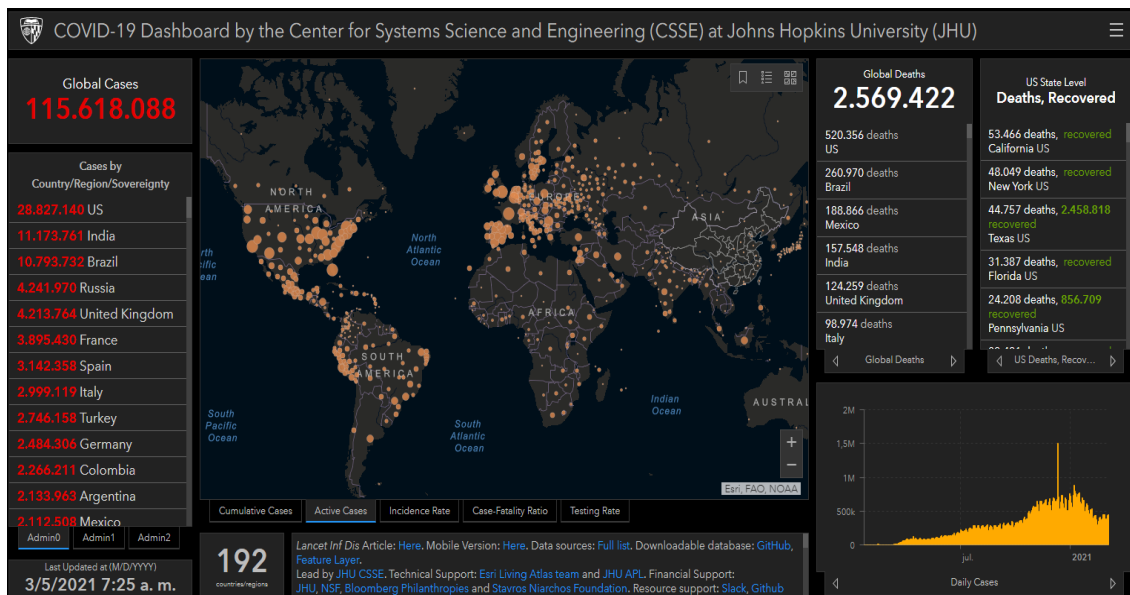 COVID-19 Dashboard by the Center for Systems Science and Engineering (CSSE) at Johns Hopkins University (JHU)
Global Cases
115.618.088
Cases by
Country/Region/Sovereignty
28.827.140 US
11.173.761 India
10.793.732 Brazil
4.241.970 Russia
4.213.764 United Kingdom
3.895.430 France
3.142.358 Spain
2.999.119 Italy
2.746.158 Turkey
2.484.306 Germany
2.266.211 Colombia
2.133.963 Argentina
2.112.508 Mexico
Admin0
Admin1
Admin2
Last Updated at (M/D/YYYY)
3/5/2021 7:25 a. m.
NORTH
AMERICA
North
Atlantic
Ocean
EUROPE
ASIA
AFRICA
SOUTH
AMERICA
South
Pacific
Ocean
South
Atlantic
Ocean
Indian
Ocean
AUSTRAL
rth
cific
ean
+
−
Esri, FAO, NOAA
Cumulative Cases
Active Cases
Incidence Rate
Case-Fatality Ratio
Testing Rate
192
countries/regions
Lancet Inf Dis Article: Here. Mobile Version: Here. Data sources: Full list. Downloadable database: GitHub,
Feature Layer.
Lead by JHU CSSE. Technical Support: Esri Living Atlas team and JHU APL. Financial Support:
JHU, NSF, Bloomberg Philanthropies and Stavros Niarchos Foundation. Resource support: Slack, Github
Global Deaths
2.569.422
520.356 deaths
US
260.970 deaths
Brazil
188.866 deaths
Mexico
157.548 deaths
India
124.259 deaths
United Kingdom
98.974 deaths
Italy
Global Deaths
US State Level
Deaths, Recovered
53.466 deaths, recovered
California US
48.049 deaths, recovered
New York US
44.757 deaths, 2.458.818
recovered
Texas US
31.387 deaths, recovered
Florida US
24.208 deaths, 856.709
recovered
Pennsylvania US
US Deaths, Recov...
2M
1,5M
1M
500k
0
jul.
2021
Daily Cases